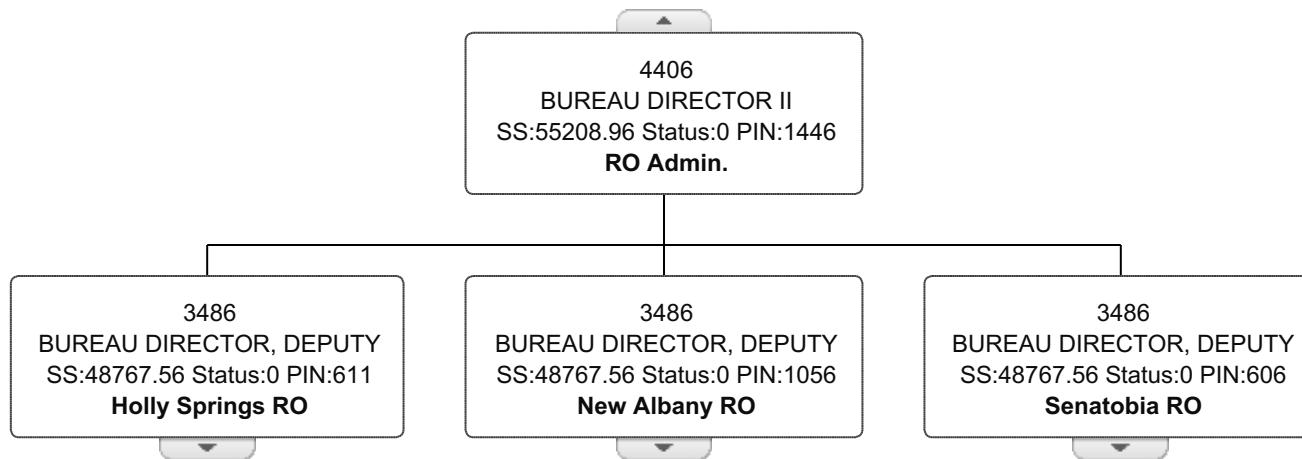 4406
BUREAU DIRECTOR II
SS:55208.96 Status:0 PIN:1446
RO Admin.
3486
BUREAU DIRECTOR, DEPUTY
SS:48767.56 Status:0 PIN:611
Holly Springs RO
3486
BUREAU DIRECTOR, DEPUTY
SS:48767.56 Status:0 PIN:1056
New Albany RO
3486
BUREAU DIRECTOR, DEPUTY
SS:48767.56 Status:0 PIN:606
Senatobia RO